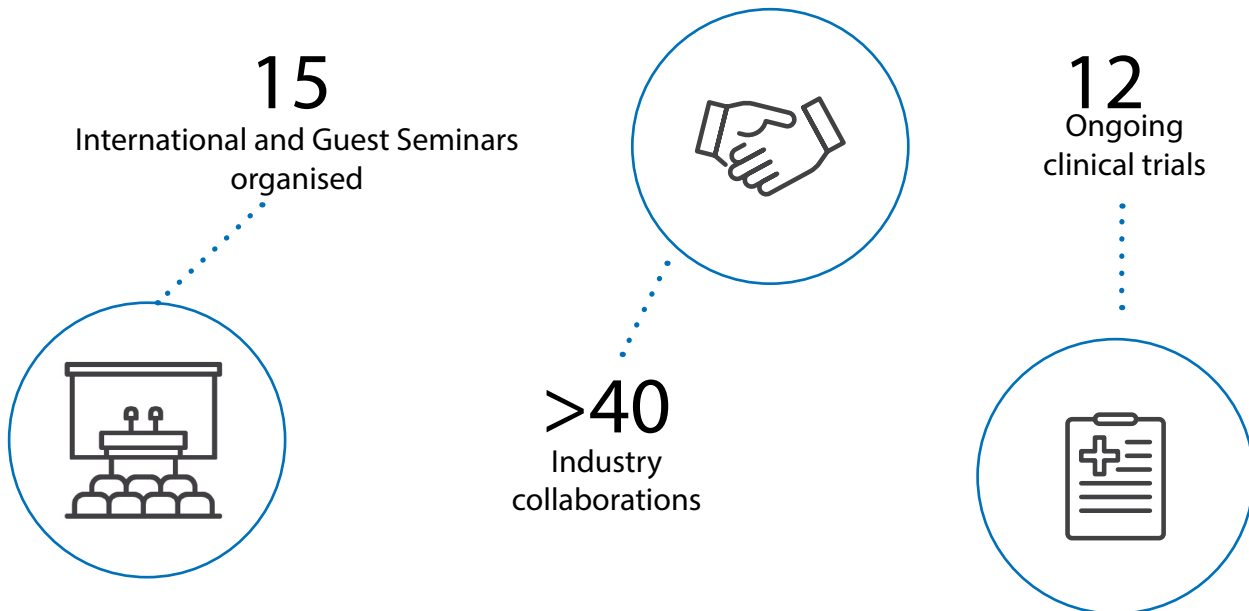 15
International and Guest Seminars
organised
>40
Industry
collaborations
12
Ongoing
clinical trials